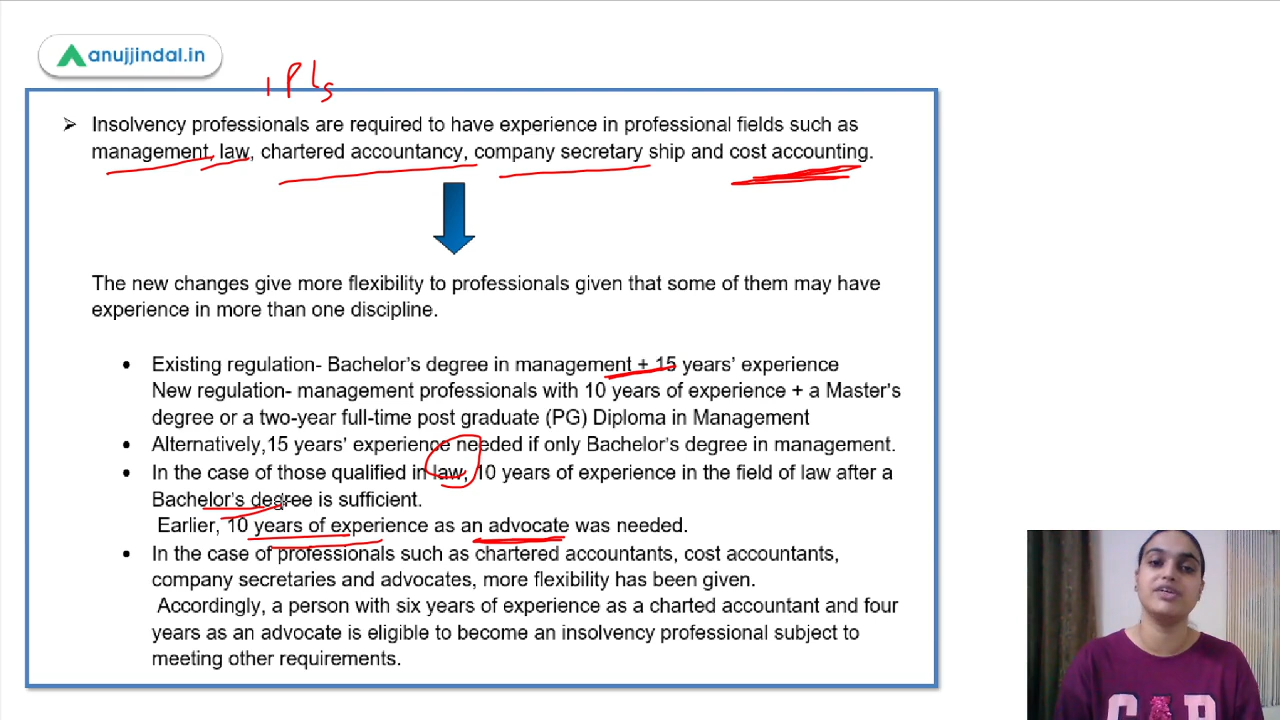 anujjindal.in
IPLs
Insolvency professionals are required to have experience in professional fields such as
management, law, chartered accountancy, company secretary ship and cost accounting.
The new changes give more flexibility to professionals given that some of them may have
experience in more than one discipline.
Existing regulation- Bachelor's degree in management + 15 years' experience
New regulation- management professionals with 10 years of experience + a Master's
degree or a two-year full-time post graduate (PG) Diploma in Management
Alternatively,15 years' experience needed if only Bachelor's degree in management.
In the case of those qualified in law, 10 years of experience in the field of law after a
Bachelor's degree is sufficient.
Earlier, 10 years of experience as an advocate was needed.
In the case of professionals such as chartered accountants, cost accountants,
company secretaries and advocates, more flexibility has been given.
Accordingly, a person with six years of experience as a charted accountant and four
years as an advocate is eligible to become an insolvency professional subject to
meeting other requirements.
GAP